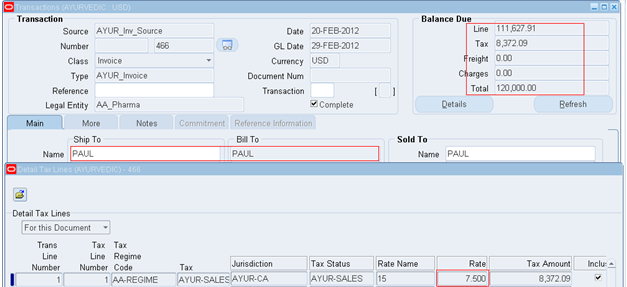 Transactions (AYURVEDIC : USD)
Transaction
Source AYUR_Inv_Source
Date 20-FEB-2012
Number 466
GL Date 29-FEB-2012
Class Invoice
Currency USD
Type AYUR_Invoice
Document Num
Reference
Transaction [ ]
Legal Entity AA_Pharma
Complete
Balance Due
Line 111,627.91
Tax 8,372.09
Freight 0.00
Charges 0.00
Total 120,000.00
Details Refresh
Main More Notes Commitment Reference Information
Ship To Bill To Sold To
Name PAUL PAUL Name PAUL
Detail Tax Lines (AYURVEDIC) - 466
Detail Tax Lines
For this Document
Trans Line Number Tax Line Number Tax Regime Code Tax Jurisdiction Tax Status Rate Name Rate Tax Amount Inclu
1 1 AA-REGIME AYUR-SALES AYUR-CA AYUR-SALES 15 7.500 8,372.09